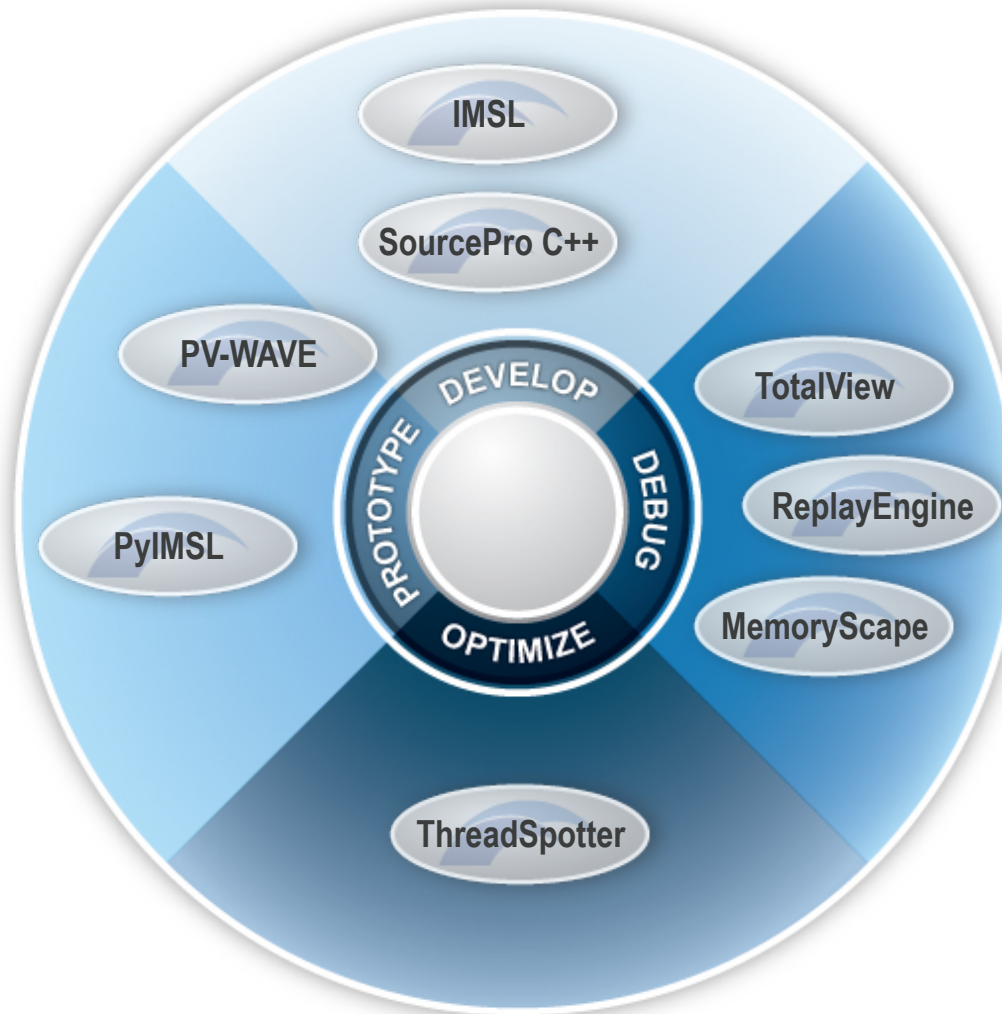 IMSL
SourcePro C++
PV-WAVE
PyIMSL
DEVELOP
PROTOTYPE
DEBUG
OPTIMIZE
TotalView
ReplayEngine
MemoryScape
ThreadSpotter